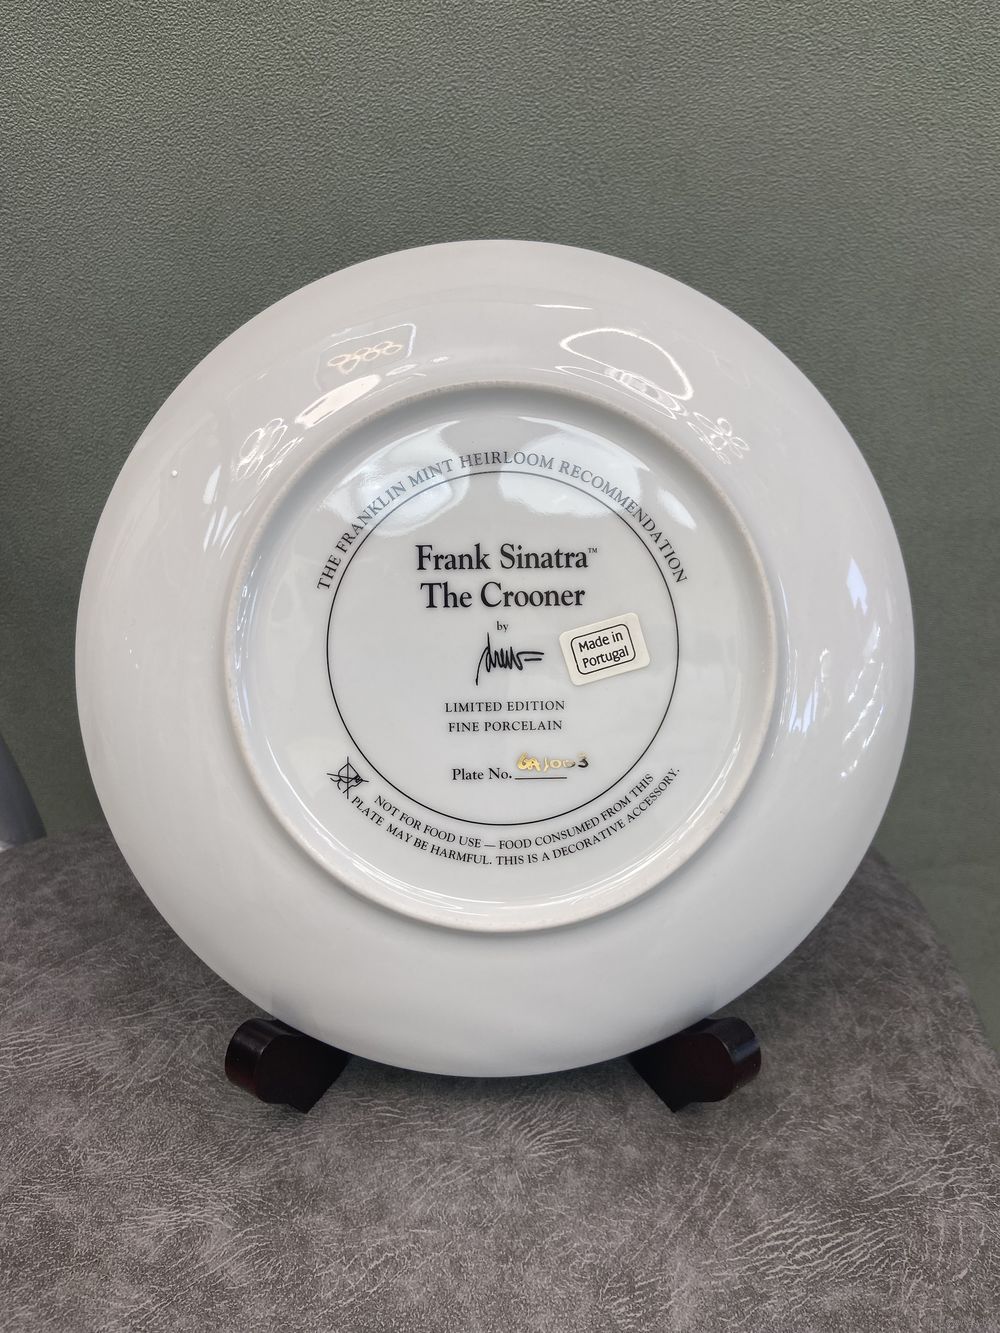 THE FRANKLIN MINT HEIRLOOM RECOMMENDATION
Frank Sinatra™
The Crooner
by
Made in
Portugal
LIMITED EDITION
FINE PORCELAIN
Plate No.
NOT FOR FOOD USE — FOOD CONSUMED FROM THIS
PLATE MAY BE HARMFUL. THIS IS A DECORATIVE ACCESSORY.